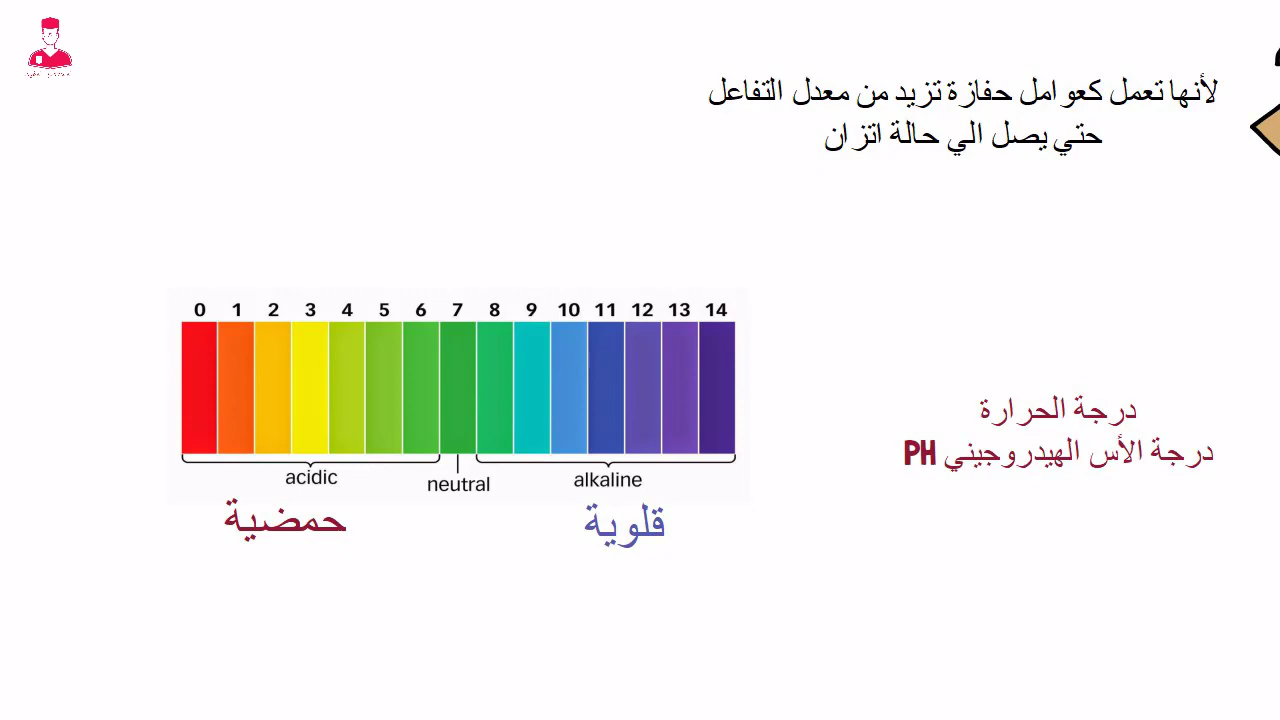 لأنها تعمل كعوامل حفازة تزيد من معدل التفاعل
حتي يصل الي حالة اتزان
0 1 2 3 4 5 6 7 8 9 10 11 12 13 14
acidic
neutral
alkaline
حمضية
قلوية
درجة الحرارة
درجة الأس الهيدروجيني PH